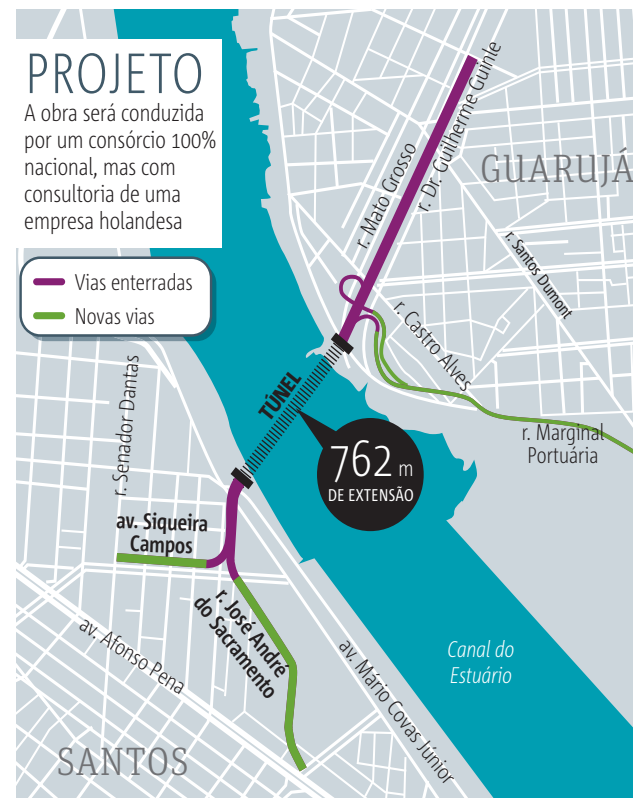 PROJETO
A obra será conduzida
por um consórcio 100%
nacional, mas com
consultoria de uma
empresa holandesa
Vias enterradas
Novas vias
r. Mato Grosso
r. Dr. Guilherme Guinle
GUARUJÁ
r. Santos Dumont
r. Castro Alves
r. Marginal
Portuária
TÚNEL
762 m
DE EXTENSÃO
r. Senador Dantas
av. Siqueira
Campos
r. José André
do Sacramento
av. Afonso Pena
av. Mário Covas Júnior
Canal do
Estuário
SANTOS